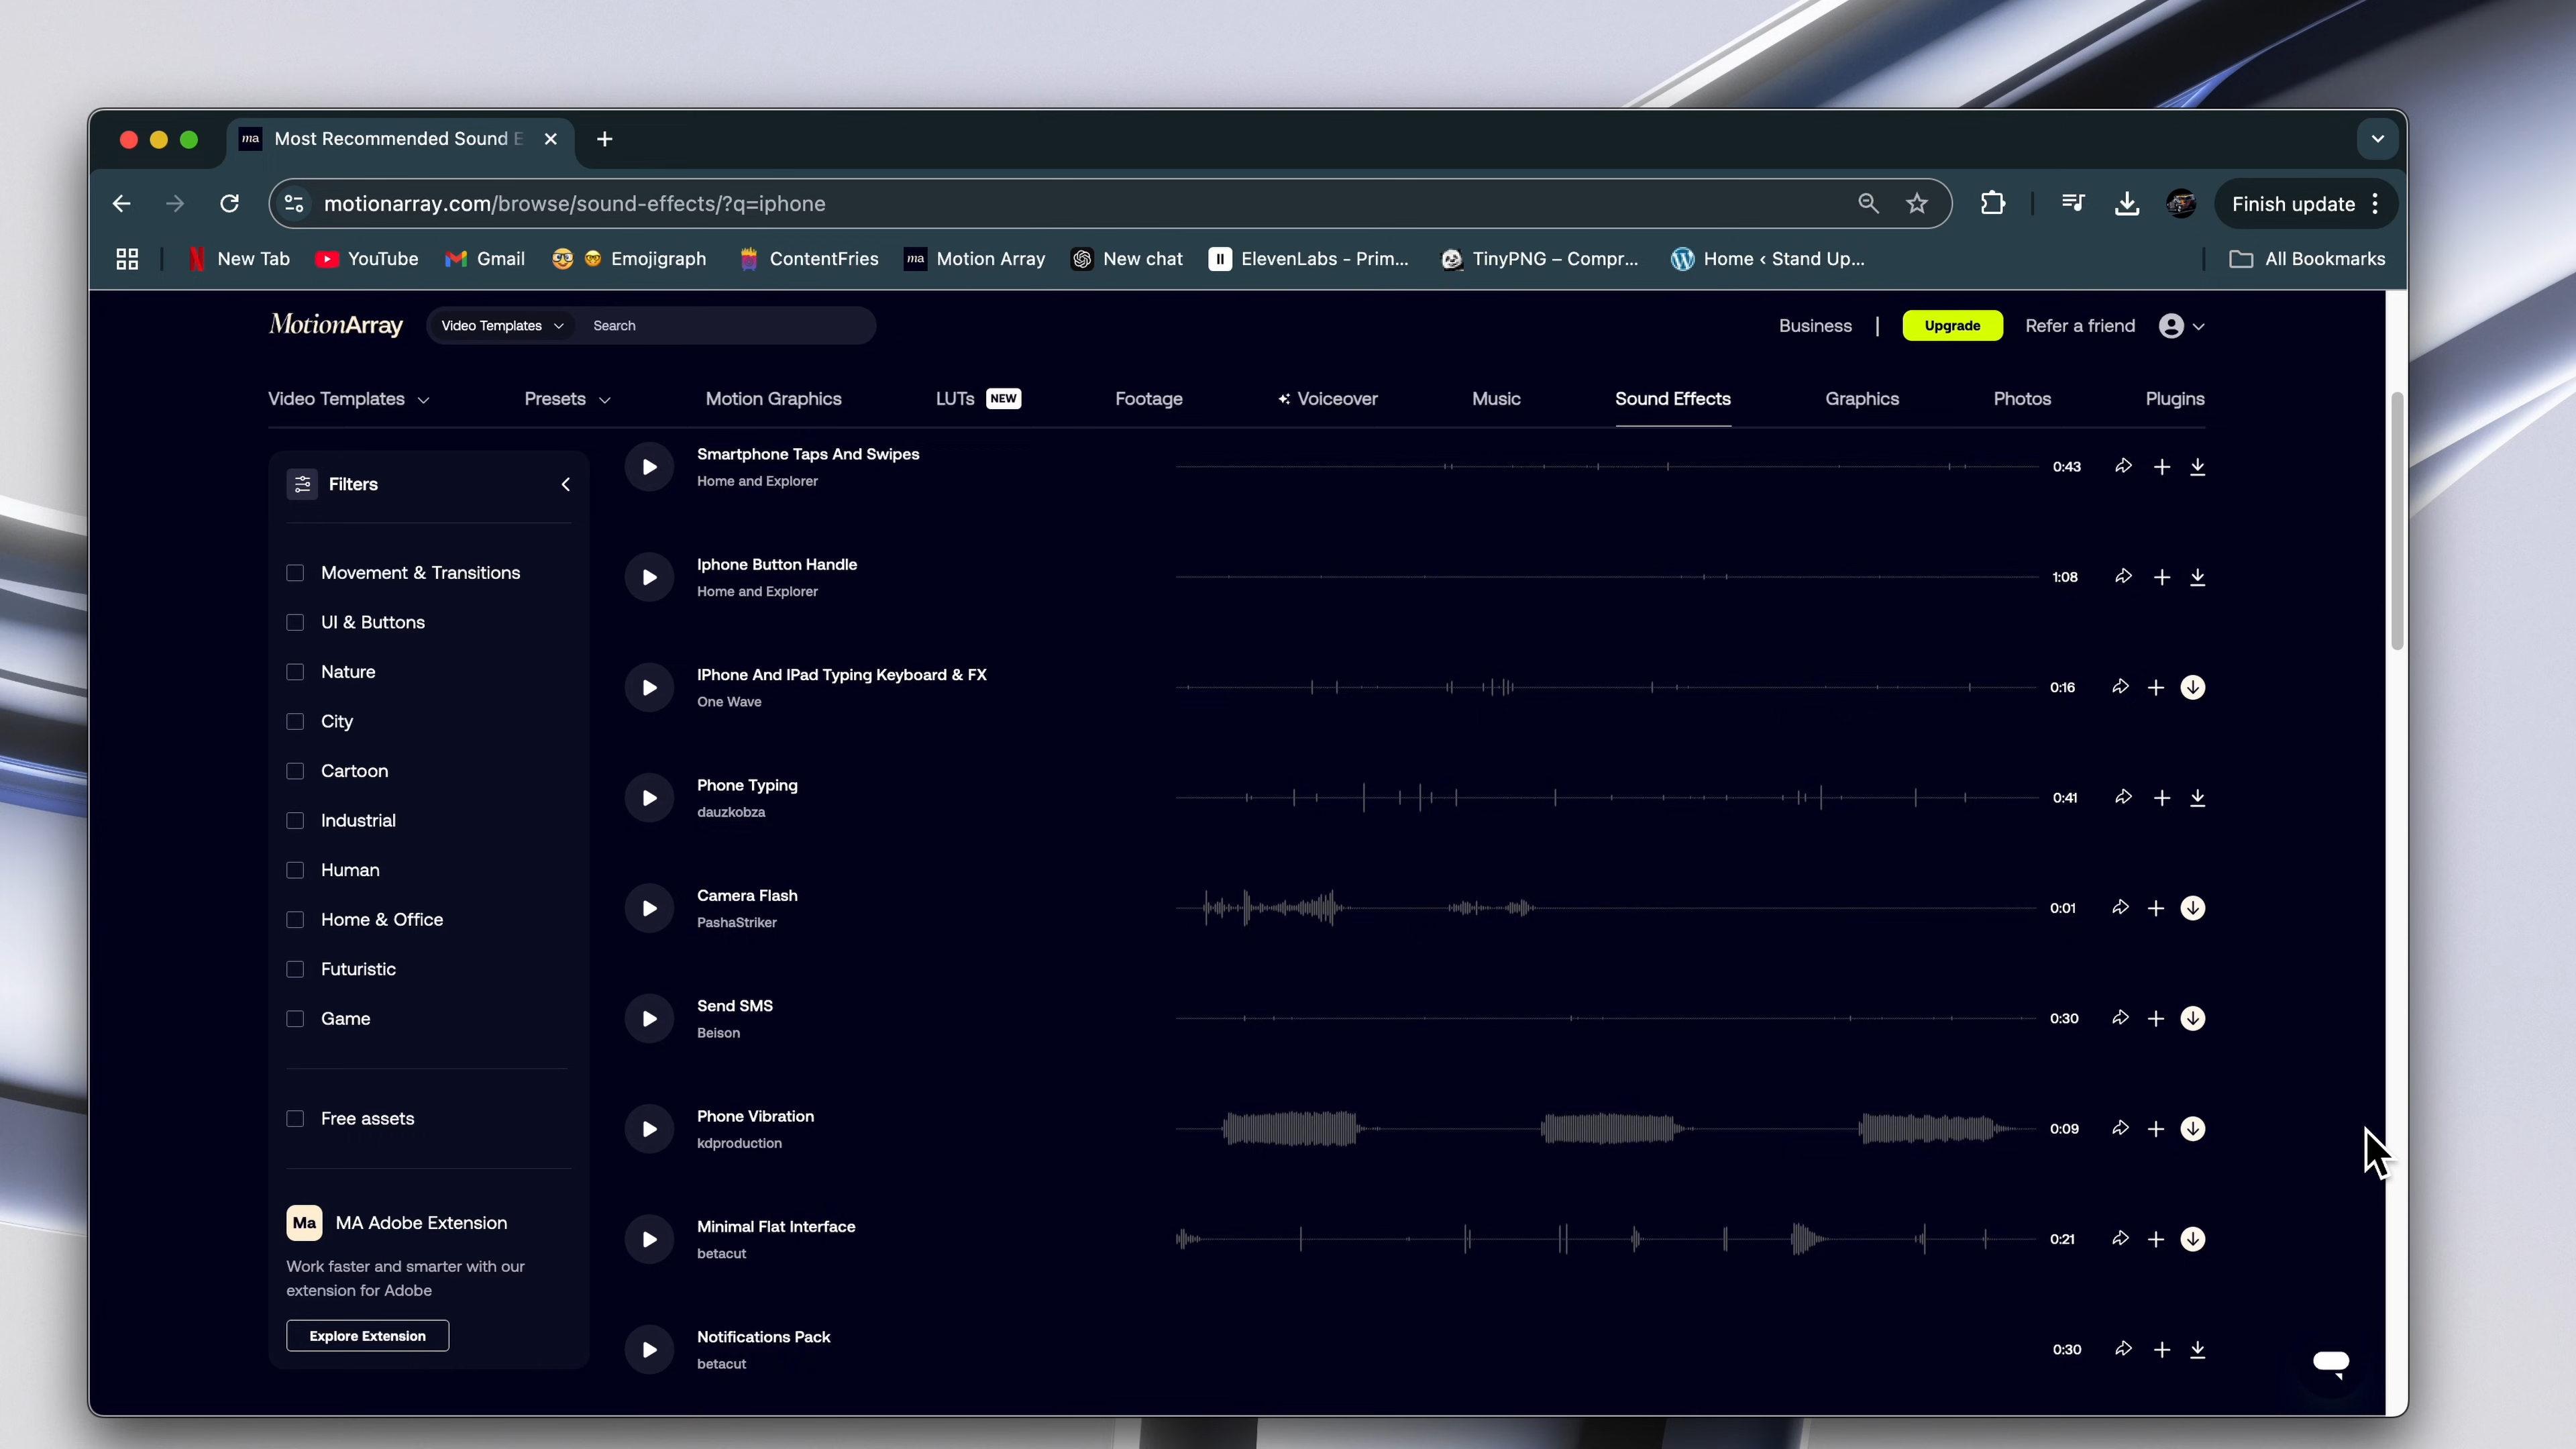 ma Most Recommended Sound E
motionarray.com/browse/sound-effects/?q=iphone
Finish update
New Tab
YouTube
Gmail
Emojigraph
ContentFries
ma Motion Array
New chat
ElevenLabs - Prim...
TinyPNG – Compr...
Home ‹ Stand Up...
All Bookmarks
MotionArray
Video Templates
Search
Business
Upgrade
Refer a friend
Video Templates
Presets
Motion Graphics
LUTs NEW
Footage
Voiceover
Music
Sound Effects
Graphics
Photos
Plugins
Filters
Movement & Transitions
UI & Buttons
Nature
City
Cartoon
Industrial
Human
Home & Office
Futuristic
Game
Free assets
Ma MA Adobe Extension
Work faster and smarter with our
extension for Adobe
Explore Extension
Smartphone Taps And Swipes
Home and Explorer
0:43
Iphone Button Handle
Home and Explorer
1:08
IPhone And IPad Typing Keyboard & FX
One Wave
0:16
Phone Typing
dauzkobza
0:41
Camera Flash
PashaStriker
0:01
Send SMS
Beison
0:30
Phone Vibration
kdproduction
0:09
Minimal Flat Interface
betacut
0:21
Notifications Pack
betacut
0:30